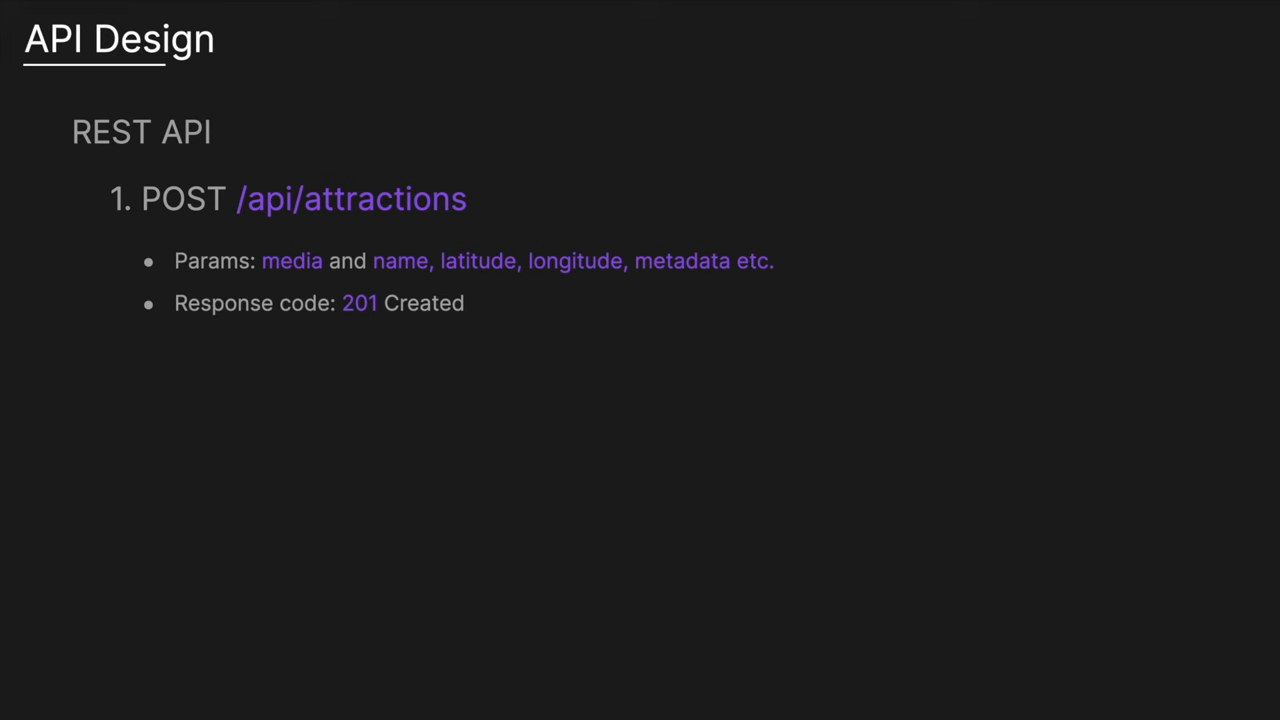 API Design
REST API
1. POST /api/attractions
• Params: media and name, latitude, longitude, metadata etc.
• Response code: 201 Created